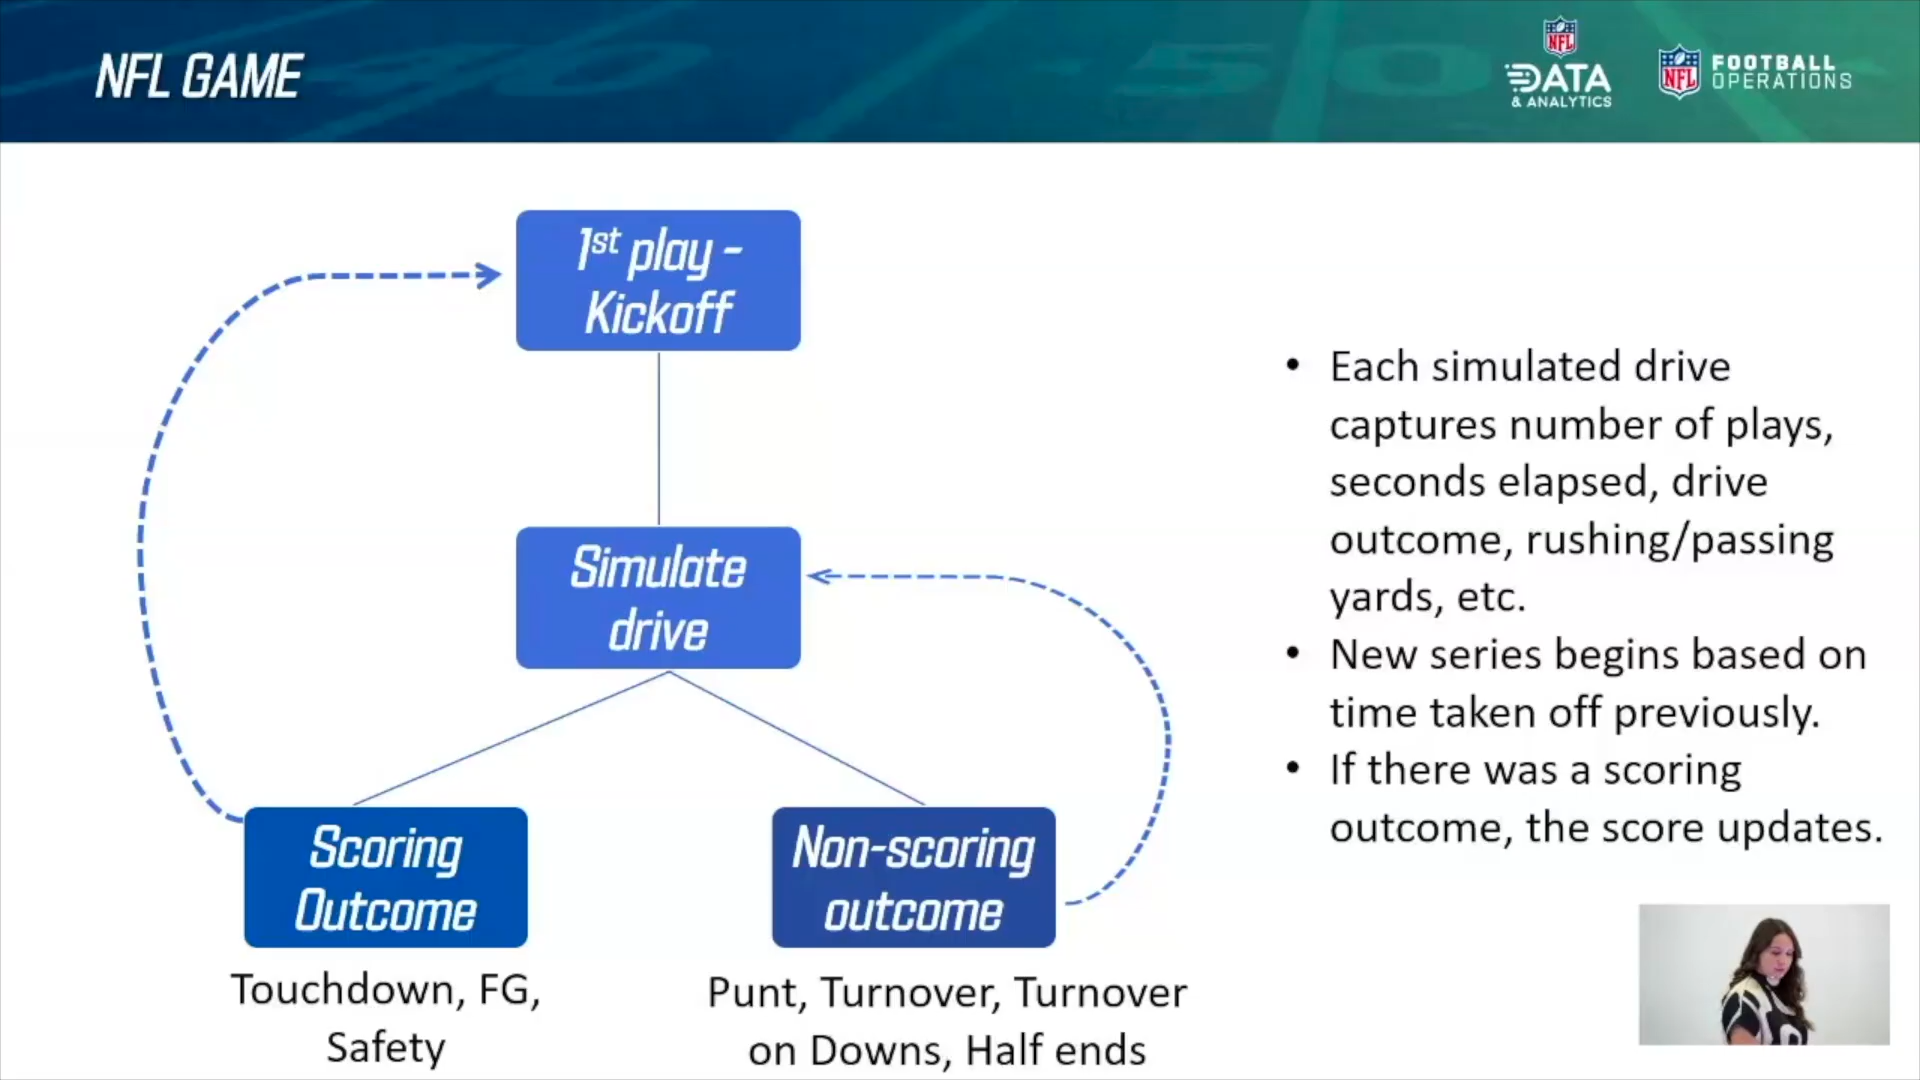 NFL GAME
NFL
DATA
& ANALYTICS
NFL
FOOTBALL
OPERATIONS
1st play -
Kickoff
Simulate
drive
Scoring
Outcome
Touchdown, FG,
Safety
Non-scoring
outcome
Punt, Turnover, Turnover
on Downs, Half ends
• Each simulated drive
captures number of plays,
seconds elapsed, drive
outcome, rushing/passing
yards, etc.
• New series begins based on
time taken off previously.
• If there was a scoring
outcome, the score updates.